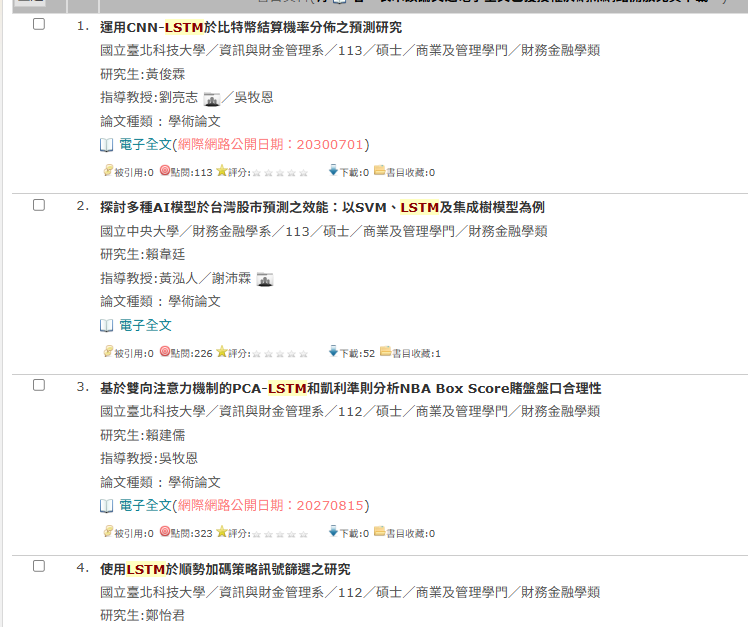 1. 運用CNN-LSTM於比特幣結算機率分佈之預測研究
國立臺北科技大學／資訊與財金管理系／113／碩士／商業及管理學門／財務金融學類
研究生:黃俊霖
指導教授:劉亮志 ／吳牧恩
論文種類 : 學術論文
電子全文(網際網路公開日期：20300701)
被引用:0 點閱:113 評分: 下載:0 書目收藏:0
2. 探討多種AI模型於台灣股市預測之效能：以SVM、LSTM及集成樹模型為例
國立中央大學／財務金融學系／113／碩士／商業及管理學門／財務金融學類
研究生:賴韋廷
指導教授:黃泓人／謝沛霖
論文種類 : 學術論文
電子全文
被引用:0 點閱:226 評分: 下載:52 書目收藏:1
3. 基於雙向注意力機制的PCA-LSTM和凱利準則分析NBA Box Score賭盤盤口合理性
國立臺北科技大學／資訊與財金管理系／112／碩士／商業及管理學門／財務金融學類
研究生:賴建儒
指導教授:吳牧恩
論文種類 : 學術論文
電子全文(網際網路公開日期：20270815)
被引用:0 點閱:323 評分: 下載:0 書目收藏:0
4. 使用LSTM於順勢加碼策略訊號篩選之研究
國立臺北科技大學／資訊與財金管理系／112／碩士／商業及管理學門／財務金融學類
研究生:鄭怡君